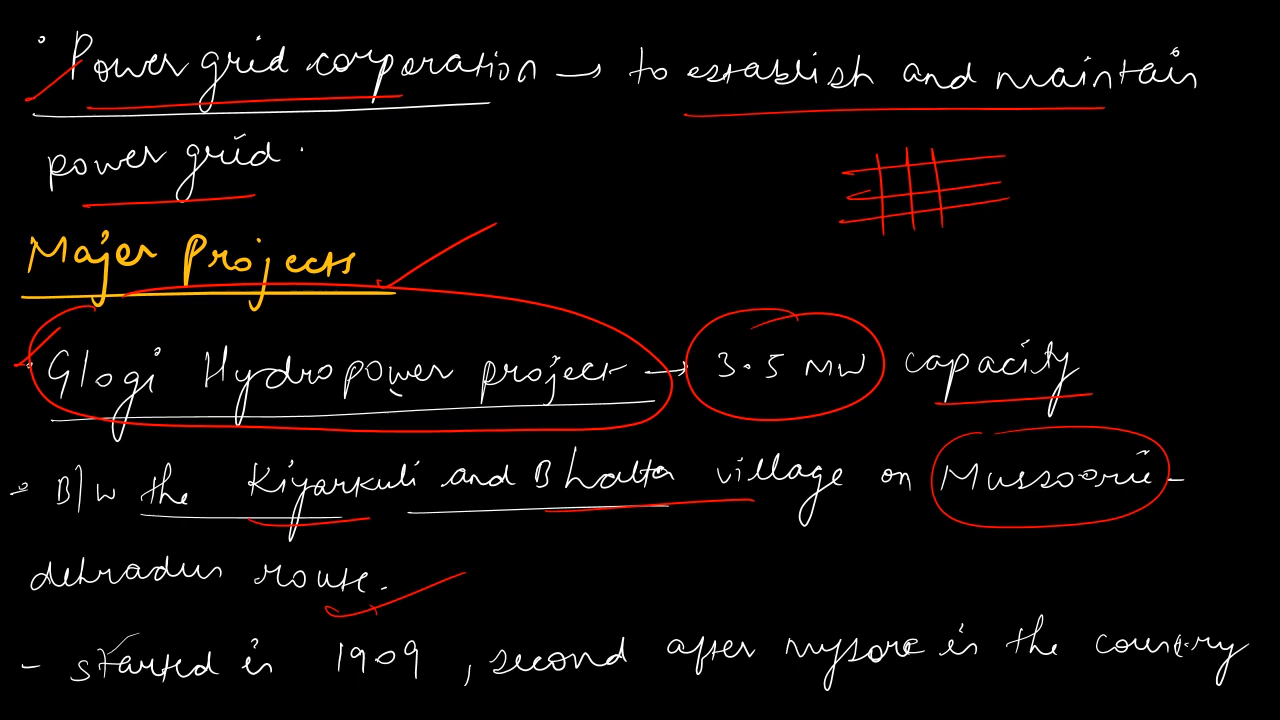 • Power grid corporation → to establish and maintain
power grid.
Major Projects
• Glogi Hydropower project → 3.5 MW capacity
→ B/w the Kiyarkuli and Bhatta village on Mussoorie-
dehradun route.
- started in 1909, second after mysore in the country